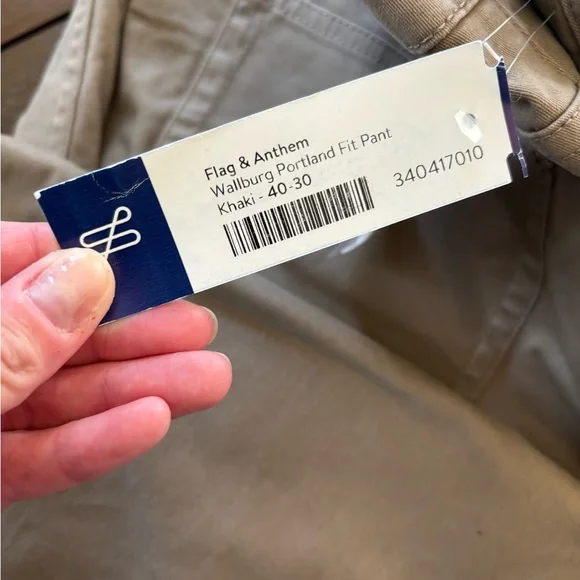 Flag & Anthem
Wallburg Portland Fit Pant
Khaki - 40-30
340417010